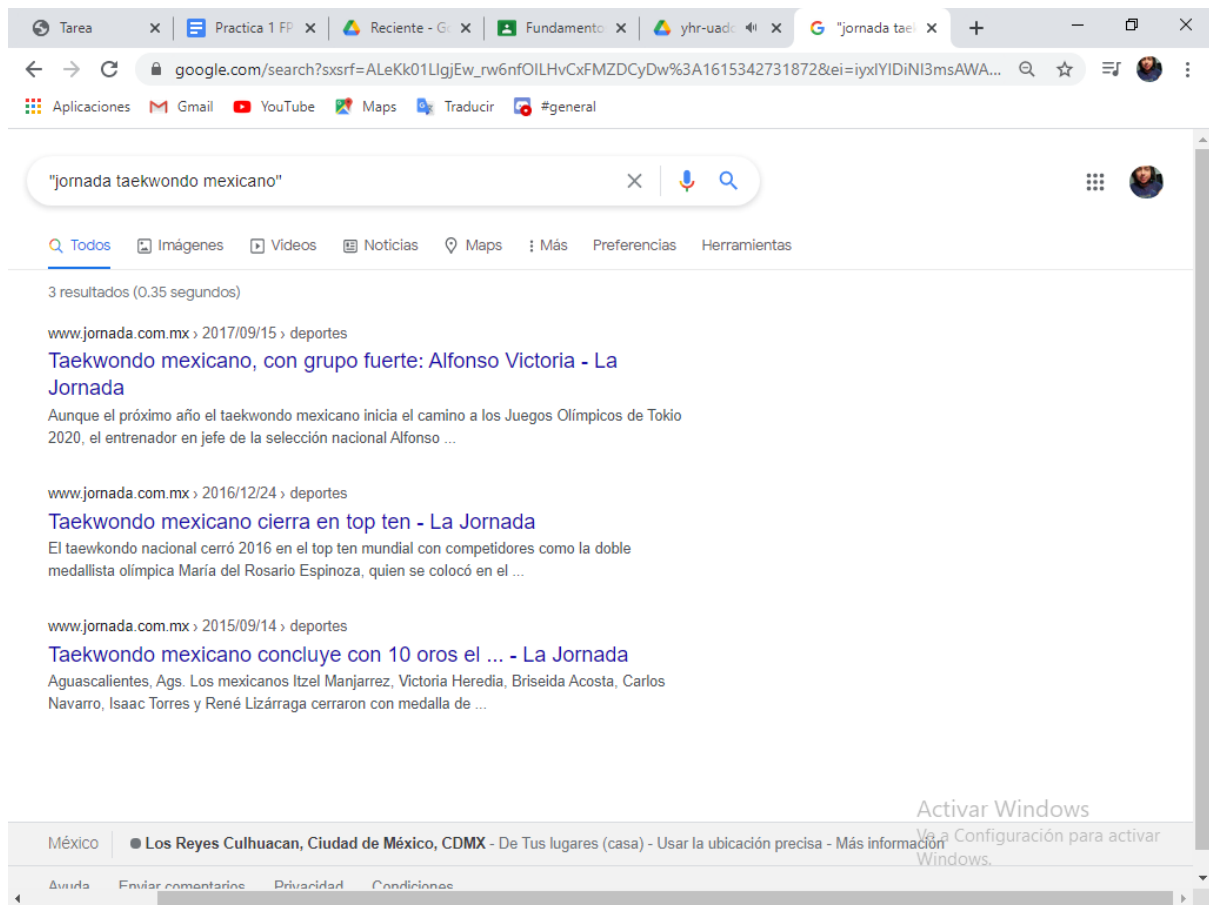 Tarea Practica 1 FP Reciente - Go Fundamento yhr-uado "jornada tae
google.com/search?sxsrf=ALeKk01LlgjEw_rw6nfOILHvCxFMZDCyDw%3A1615342731872&ei=iyxIYIDiNI3msAWA...
Aplicaciones Gmail YouTube Maps Traducir #general
"jornada taekwondo mexicano"
Todos Imágenes Videos Noticias Maps Más Preferencias Herramientas
3 resultados (0.35 segundos)
www.jornada.com.mx › 2017/09/15 › deportes
Taekwondo mexicano, con grupo fuerte: Alfonso Victoria - La
Jornada
Aunque el próximo año el taekwondo mexicano inicia el camino a los Juegos Olímpicos de Tokio
2020, el entrenador en jefe de la selección nacional Alfonso ...
www.jornada.com.mx › 2016/12/24 › deportes
Taekwondo mexicano cierra en top ten - La Jornada
El taewkondo nacional cerró 2016 en el top ten mundial con competidores como la doble
medallista olímpica María del Rosario Espinoza, quien se colocó en el ...
www.jornada.com.mx › 2015/09/14 › deportes
Taekwondo mexicano concluye con 10 oros el ... - La Jornada
Aguascalientes, Ags. Los mexicanos Itzel Manjarrez, Victoria Heredia, Briseida Acosta, Carlos
Navarro, Isaac Torres y René Lizárraga cerraron con medalla de ...
Activar Windows
Ve a Configuración para activar
Windows.
México Los Reyes Culhuacan, Ciudad de México, CDMX - De Tus lugares (casa) - Usar la ubicación precisa - Más información
Ayuda Enviar comentarios Privacidad Condiciones